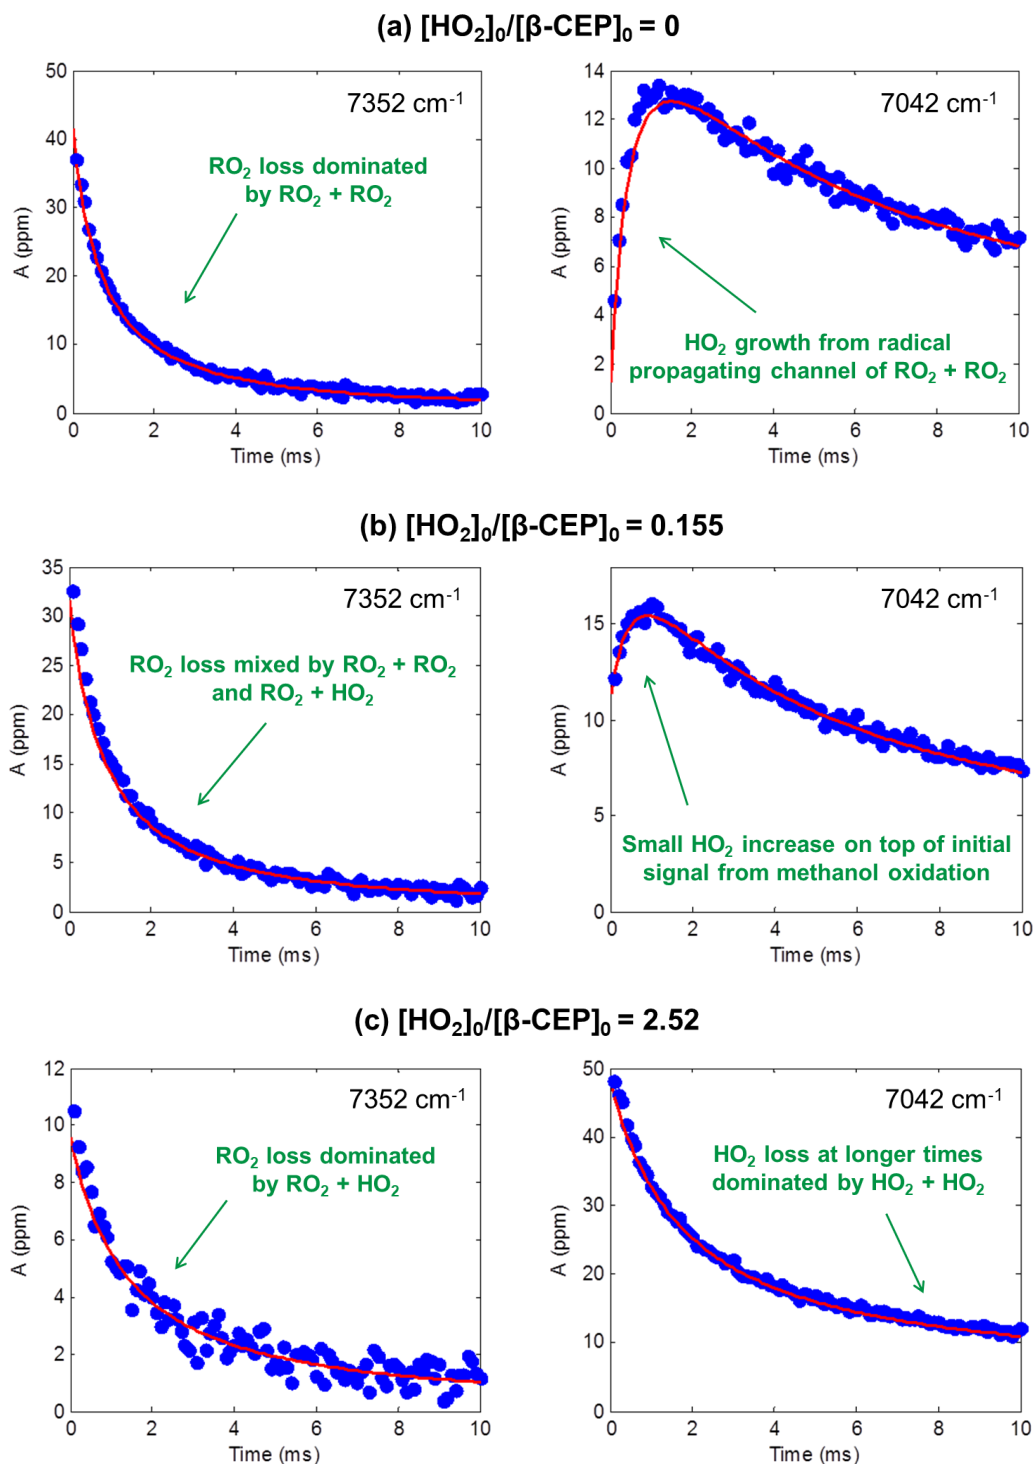 (a) [HO₂]₀/[β-CEP]₀ = 0
50
40
30
20
10
0
A (ppm)
7352 cm⁻¹
RO₂ loss dominated
by RO₂ + RO₂
0 2 4 6 8 10
Time (ms)
14
12
10
8
6
4
2
0
A (ppm)
7042 cm⁻¹
HO₂ growth from radical
propagating channel of RO₂ + RO₂
0 2 4 6 8 10
Time (ms)
(b) [HO₂]₀/[β-CEP]₀ = 0.155
35
30
25
20
15
10
5
0
A (ppm)
7352 cm⁻¹
RO₂ loss mixed by RO₂ + RO₂
and RO₂ + HO₂
0 2 4 6 8 10
Time (ms)
15
10
5
0
A (ppm)
7042 cm⁻¹
Small HO₂ increase on top of initial
signal from methanol oxidation
0 2 4 6 8 10
Time (ms)
(c) [HO₂]₀/[β-CEP]₀ = 2.52
12
10
8
6
4
2
0
A (ppm)
7352 cm⁻¹
RO₂ loss dominated
by RO₂ + HO₂
0 2 4 6 8 10
Time (ms)
50
40
30
20
10
0
A (ppm)
7042 cm⁻¹
HO₂ loss at longer times
dominated by HO₂ + HO₂
0 2 4 6 8 10
Time (ms)